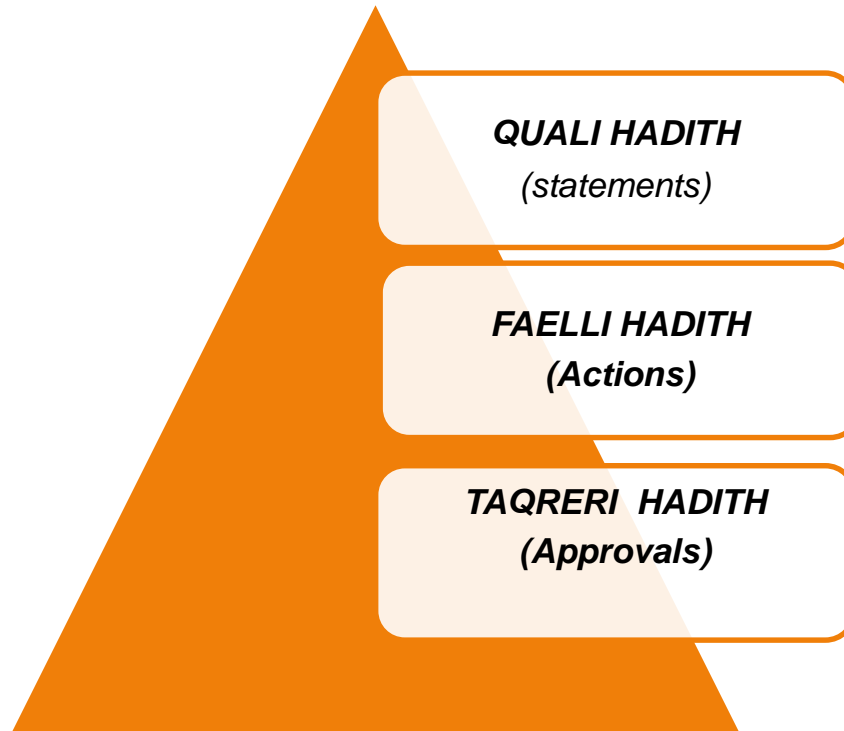 QUALI HADITH
(statements)
FAELLI HADITH
(Actions)
TAQRERI HADITH
(Approvals)